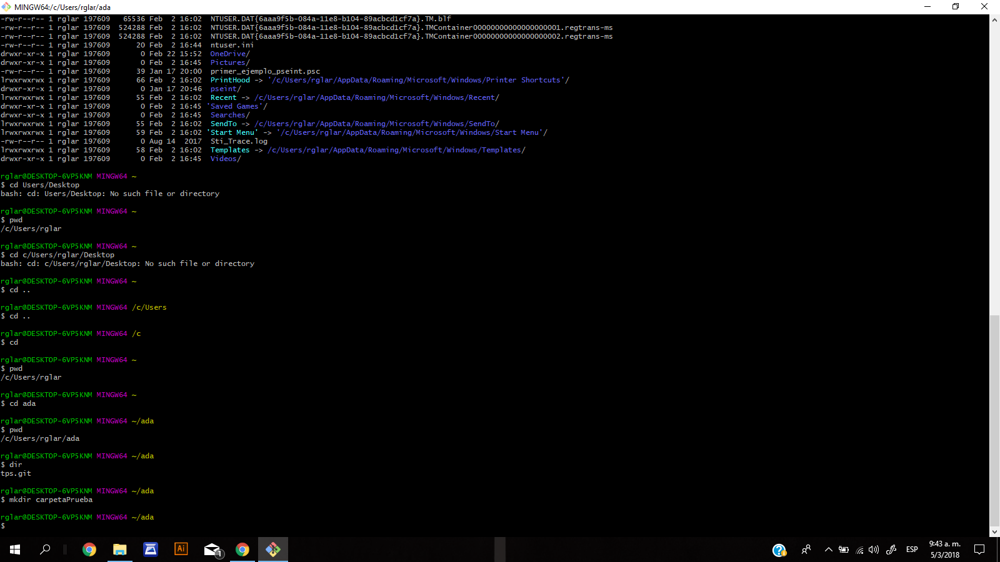 MINGW64:/c/Users/rglar/ada
-rw-r--r-- 1 rglar 197609   65536 Feb  2 16:02  NTUSER.DAT{6aaa9f5b-084a-11e8-b104-89acbcd1cf7a}.TM.blf
-rw-r--r-- 1 rglar 197609  524288 Feb  2 16:02  NTUSER.DAT{6aaa9f5b-084a-11e8-b104-89acbcd1cf7a}.TMContainer00000000000000000001.regtrans-ms
-rw-r--r-- 1 rglar 197609  524288 Feb  2 16:02  NTUSER.DAT{6aaa9f5b-084a-11e8-b104-89acbcd1cf7a}.TMContainer00000000000000000002.regtrans-ms
-rw-r--r-- 1 rglar 197609      20 Feb  2 16:44  ntuser.ini
drwxr-xr-x 1 rglar 197609       0 Feb 22 15:52  OneDrive/
drwxr-xr-x 1 rglar 197609       0 Feb  2 16:45  Pictures/
-rw-r--r-- 1 rglar 197609      39 Jan 17 20:00  primer_ejemplo_pseint.psc
lrwxrwxrwx 1 rglar 197609      66 Feb  2 16:02  PrintHood -> '/c/Users/rglar/AppData/Roaming/Microsoft/Windows/Printer Shortcuts'/
drwxr-xr-x 1 rglar 197609       0 Jan 17 20:46  pseint/
lrwxrwxrwx 1 rglar 197609      55 Feb  2 16:02  Recent -> /c/Users/rglar/AppData/Roaming/Microsoft/Windows/Recent/
drwxr-xr-x 1 rglar 197609       0 Feb  2 16:45 'Saved Games'/
drwxr-xr-x 1 rglar 197609       0 Feb  2 16:45  Searches/
lrwxrwxrwx 1 rglar 197609      55 Feb  2 16:02  SendTo -> /c/Users/rglar/AppData/Roaming/Microsoft/Windows/SendTo/
lrwxrwxrwx 1 rglar 197609      59 Feb  2 16:02 'Start Menu' -> '/c/Users/rglar/AppData/Roaming/Microsoft/Windows/Start Menu'/
-rw-r--r-- 1 rglar 197609       0 Aug 14  2017  Sti_Trace.log
lrwxrwxrwx 1 rglar 197609      58 Feb  2 16:02  Templates -> /c/Users/rglar/AppData/Roaming/Microsoft/Windows/Templates/
drwxr-xr-x 1 rglar 197609       0 Feb  2 16:45  Videos/
rglar@DESKTOP-6VP5KNM MINGW64 ~
$ cd Users/Desktop
bash: cd: Users/Desktop: No such file or directory
rglar@DESKTOP-6VP5KNM MINGW64 ~
$ pwd
/c/Users/rglar
rglar@DESKTOP-6VP5KNM MINGW64 ~
$ cd c/Users/rglar/Desktop
bash: cd: c/Users/rglar/Desktop: No such file or directory
rglar@DESKTOP-6VP5KNM MINGW64 ~
$ cd ..
rglar@DESKTOP-6VP5KNM MINGW64 /c/Users
$ cd ..
rglar@DESKTOP-6VP5KNM MINGW64 /c
$ cd
rglar@DESKTOP-6VP5KNM MINGW64 ~
$ pwd
/c/Users/rglar
rglar@DESKTOP-6VP5KNM MINGW64 ~
$ cd ada
rglar@DESKTOP-6VP5KNM MINGW64 ~/ada
$ pwd
/c/Users/rglar/ada
rglar@DESKTOP-6VP5KNM MINGW64 ~/ada
$ dir
tps.git
rglar@DESKTOP-6VP5KNM MINGW64 ~/ada
$ mkdir carpetaPrueba
rglar@DESKTOP-6VP5KNM MINGW64 ~/ada
$
Ai
1
ESP
9:43 a. m.
5/3/2018